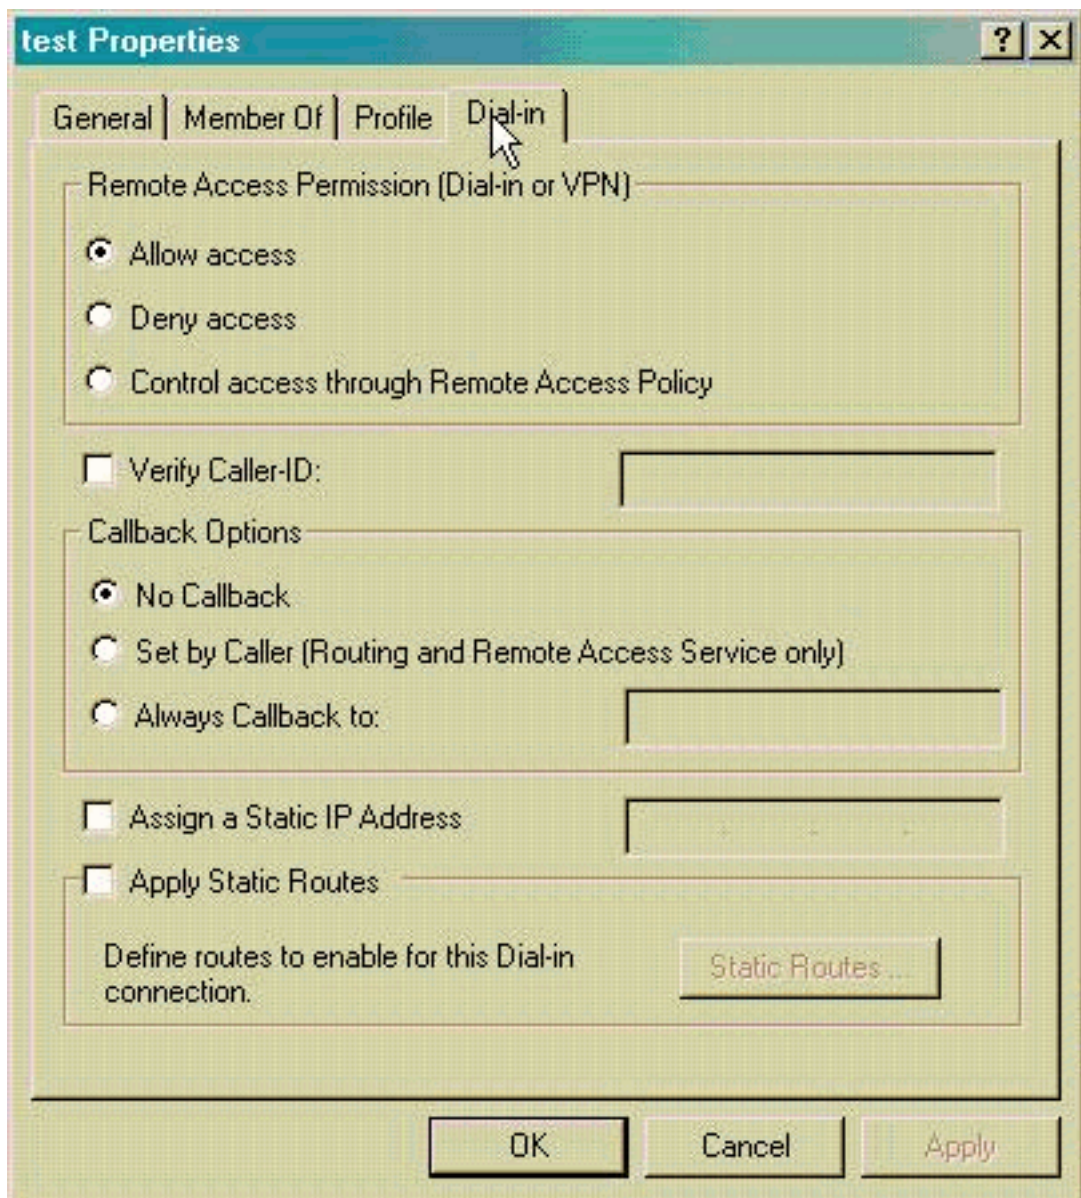 test Properties
General Member Of Profile Dial-in
Remote Access Permission (Dial-in or VPN)
Allow access
Deny access
Control access through Remote Access Policy
Verify Caller-ID:
Callback Options
No Callback
Set by Caller (Routing and Remote Access Service only)
Always Callback to:
Assign a Static IP Address
Apply Static Routes
Define routes to enable for this Dial-in
connection.
Static Routes ...
OK Cancel Apply